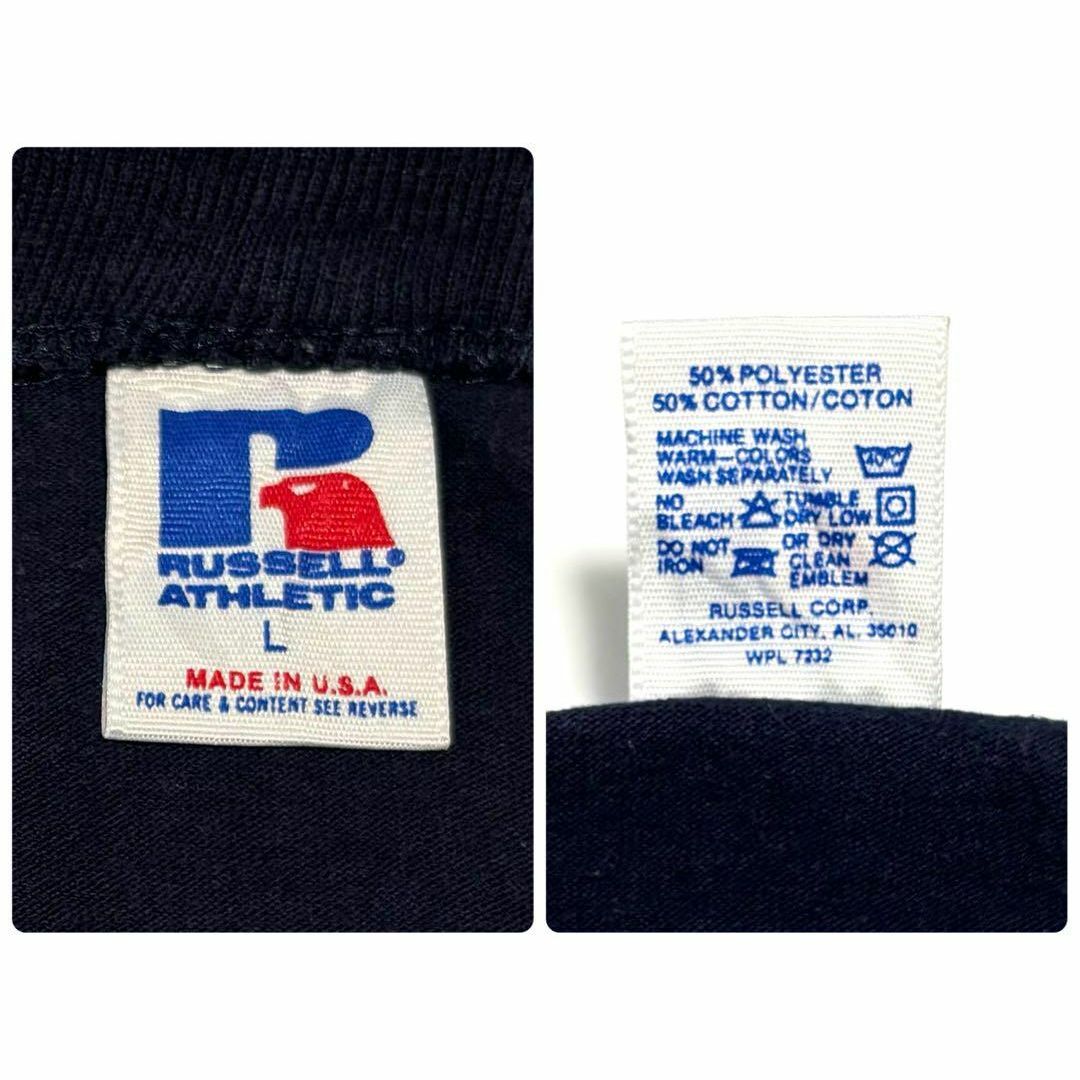 RUSSELL®
ATHLETIC
L
MADE IN U.S.A.
FOR CARE & CONTENT SEE REVERSE
50% POLYESTER
50% COTTON/COTON
MACHINE WASH
WARM-COLORS
WASH SEPARATELY
40°C
NO
BLEACH
TUMBLE
DRY LOW
DO NOT
IRON
OR DRY
CLEAN
EMBLEM
RUSSELL CORP.
ALEXANDER CITY, AL. 35010
WPL 7232